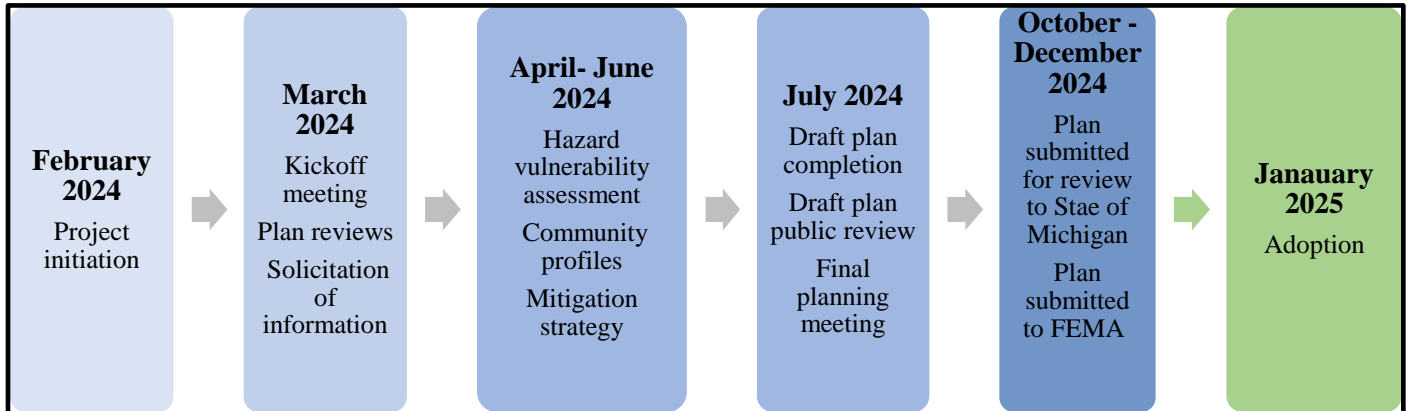 February
2024
Project
initiation
March
2024
Kickoff
meeting
Plan reviews
Solicitation
of
information
April- June
2024
Hazard
vulnerability
assessment
Community
profiles
Mitigation
strategy
July 2024
Draft plan
completion
Draft plan
public review
Final
planning
meeting
October -
December
2024
Plan
submitted
for review
to Stae of
Michigan
Plan
submitted
to FEMA
Janauary
2025
Adoption